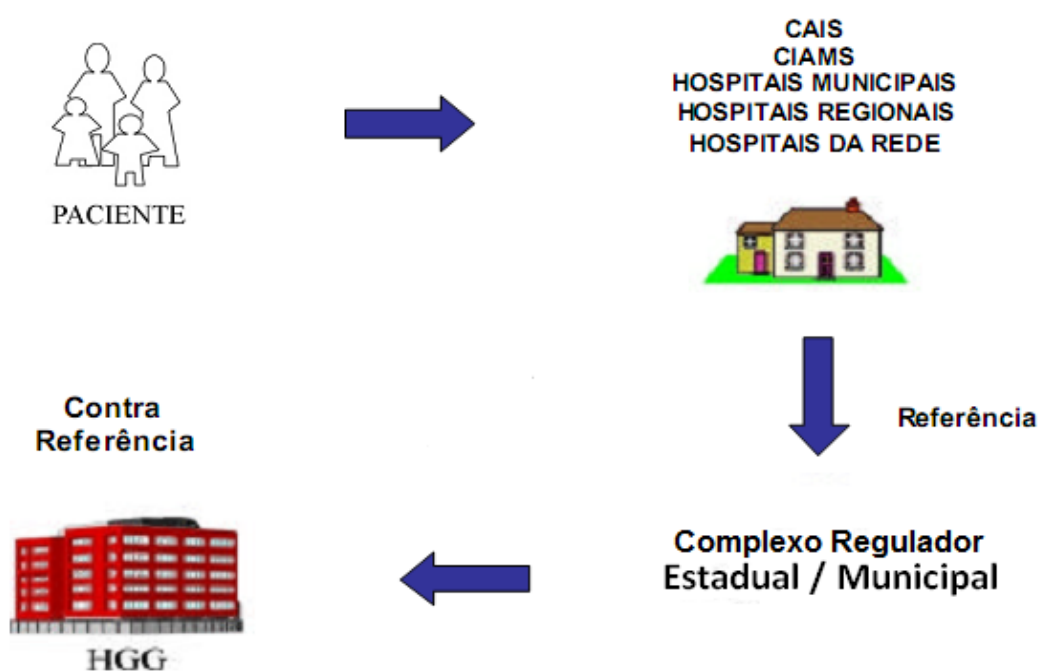 CAIS
CIAMS
HOSPITAIS MUNICIPAIS
HOSPITAIS REGIONAIS
HOSPITAIS DA REDE
PACIENTE
Contra
Referência
Referência
Complexo Regulador
Estadual / Municipal
HGG